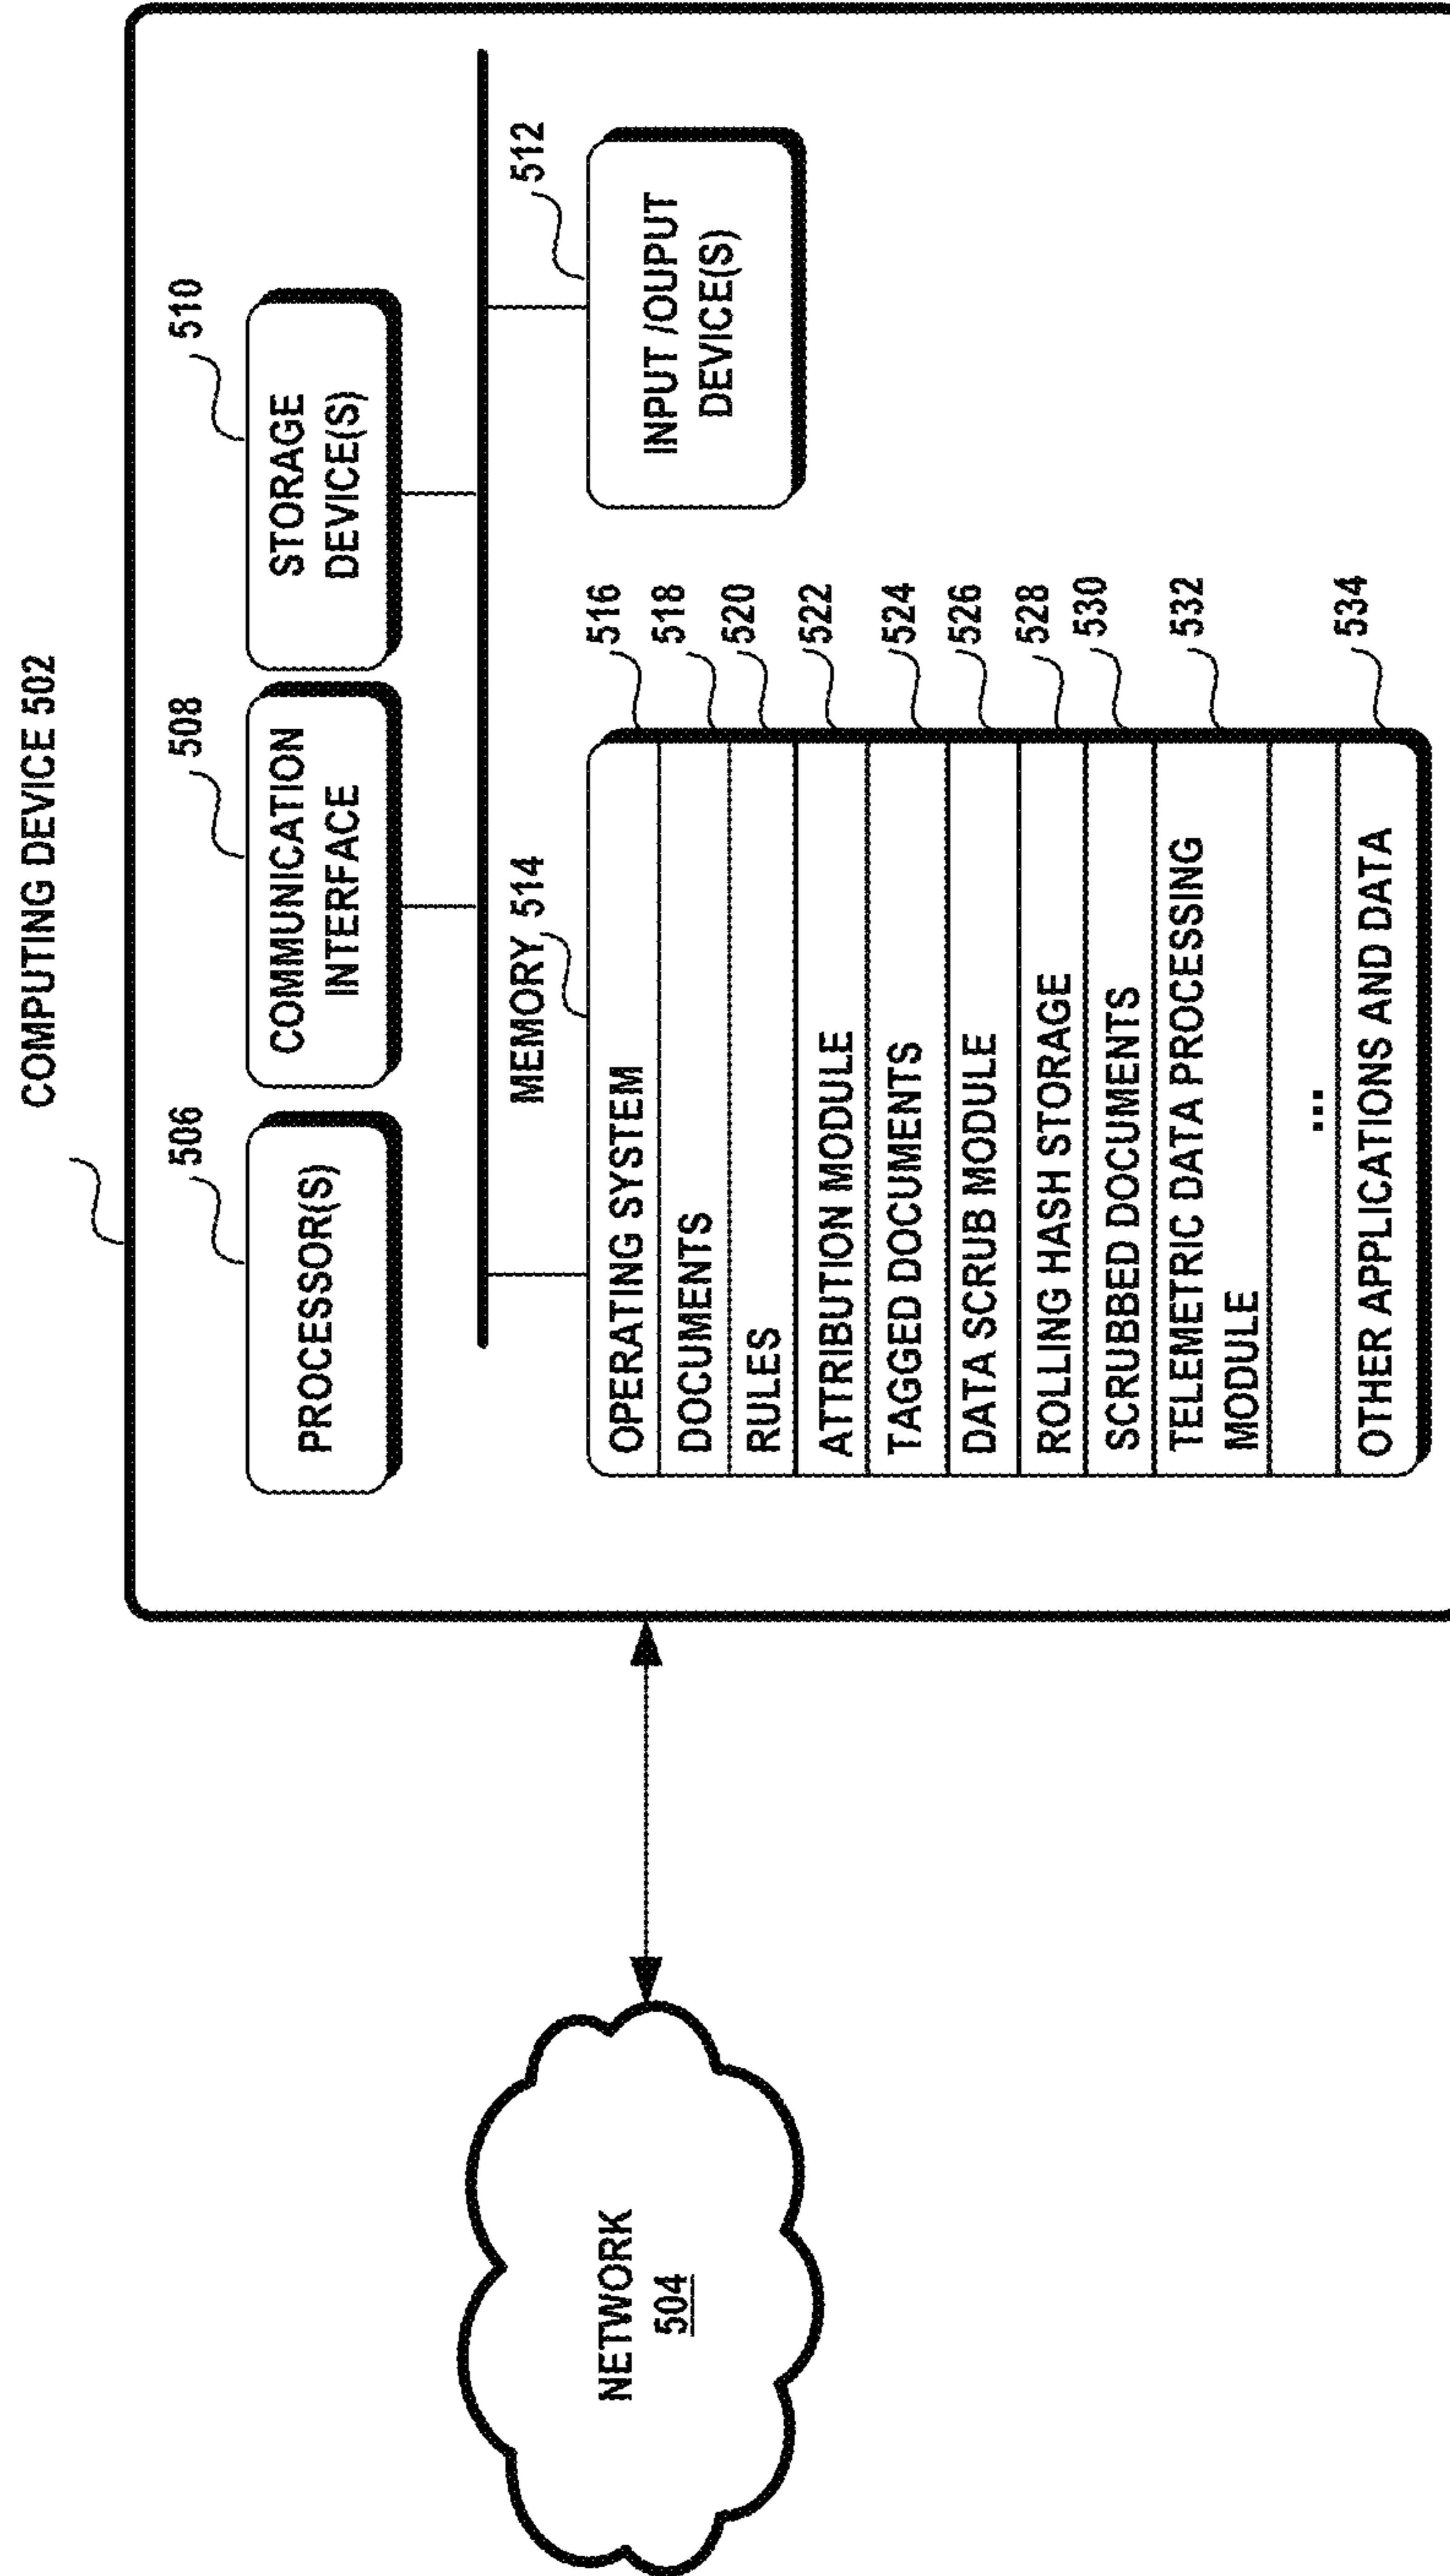 COMPUTING DEVICE 502
506
508
510
PROCESSOR(S)
COMMUNICATION
INTERFACE
STORAGE
DEVICE(S)
MEMORY 514
512
INPUT /OUPUT
DEVICE(S)
OPERATING SYSTEM
516
DOCUMENTS
518
RULES
520
ATTRIBUTION MODULE
522
TAGGED DOCUMENTS
524
DATA SCRUB MODULE
526
ROLLING HASH STORAGE
528
SCRUBBED DOCUMENTS
530
TELEMETRIC DATA PROCESSING
MODULE
532
...
OTHER APPLICATIONS AND DATA
534
NETWORK
504